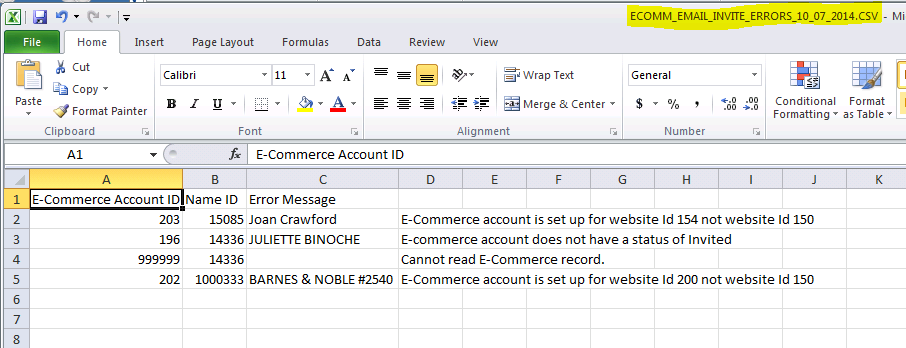 ECOMM_EMAIL_INVITE_ERRORS_10_07_2014.CSV - Mi
File Home Insert Page Layout Formulas Data Review View
Paste Cut Calibri 11 A A Wrap Text General Conditional Formatting Format as Table
Copy B I U A Merge & Center $ % , .00 .0
Format Painter
Clipboard Font Alignment Number
A1 fx E-Commerce Account ID
A B C D E F G H I J K
1 E-Commerce Account ID Name ID Error Message
2 203 15085 Joan Crawford E-Commerce account is set up for website Id 154 not website Id 150
3 196 14336 JULIETTE BINOCHE E-commerce account does not have a status of Invited
4 999999 14336 Cannot read E-Commerce record.
5 202 1000333 BARNES & NOBLE #2540 E-Commerce account is set up for website Id 200 not website Id 150
6
7
8